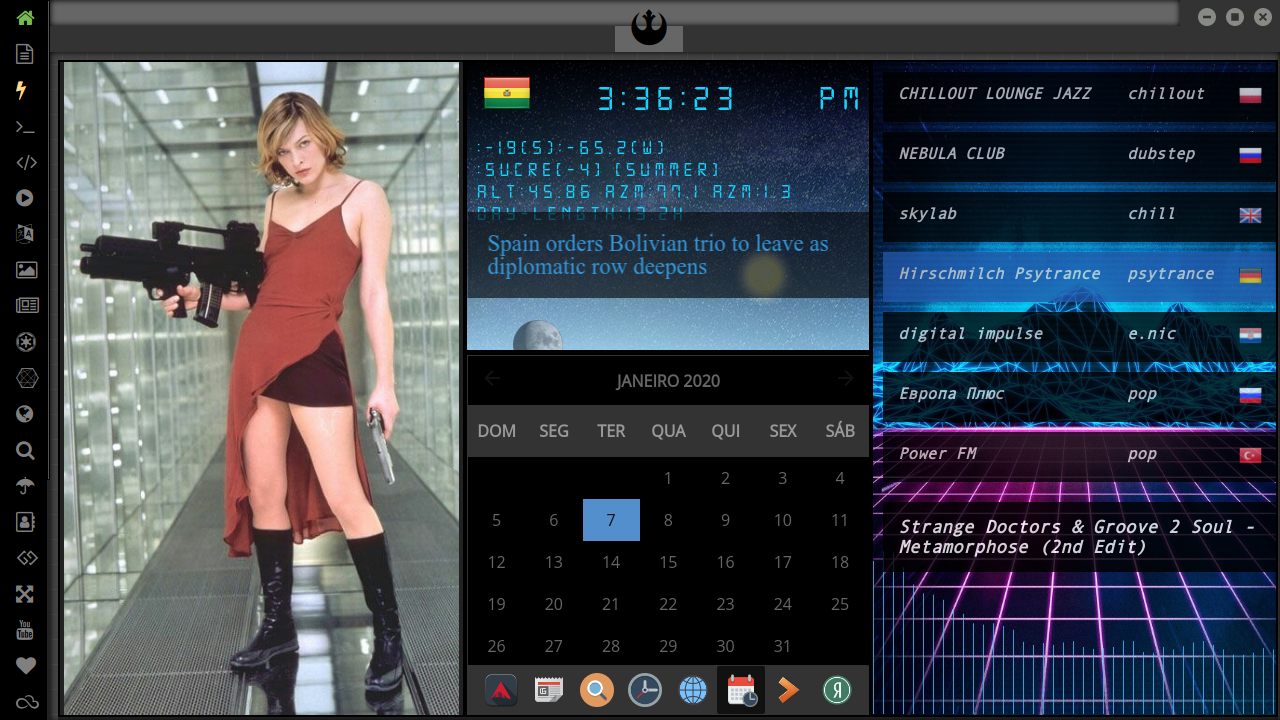 3:36:23 PM
:-19(S):-65.2(W)
:SUCRE(-4) (SUMMER)
ALT:45.86 AZM:77.1 AZM:1.3
DAY LENGTH:13.2H
Spain orders Bolivian trio to leave as
diplomatic row deepens
JANEIRO 2020
DOM SEG TER QUA QUI SEX SÁB
1 2 3 4
5 6 7 8 9 10 11
12 13 14 15 16 17 18
19 20 21 22 23 24 25
26 27 28 29 30 31
CHILLOUT LOUNGE JAZZ chillout
NEBULA CLUB dubstep
skylab chill
Hirschmilch Psytrance psytrance
digital impulse e.nic
Европа Плюс pop
Power FM pop
Strange Doctors & Groove 2 Soul -
Metamorphose (2nd Edit)
You
Tube
Я